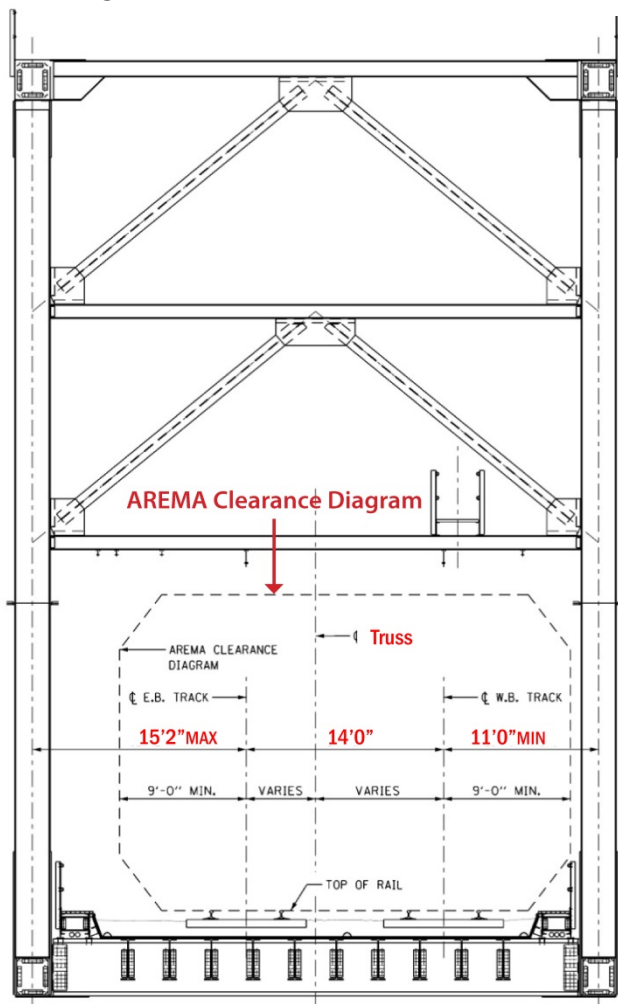 AREMA Clearance Diagram
℄ Truss
AREMA CLEARANCE
DIAGRAM
℄ E.B. TRACK
℄ W.B. TRACK
15'2"MAX
14'0"
11'0"MIN
9'-0" MIN.
VARIES
VARIES
9'-0" MIN.
TOP OF RAIL